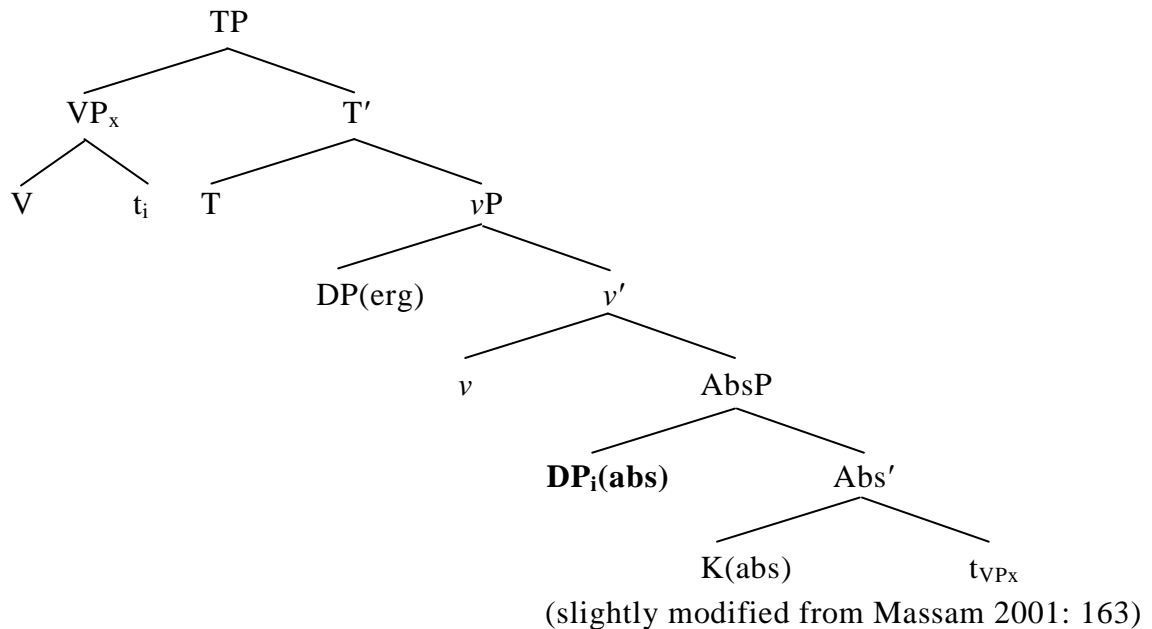 TP
VPx T′
V ti T vP
DP(erg) v′
v AbsP
DPi(abs) Abs′
K(abs) tVPx
(slightly modified from Massam 2001: 163)